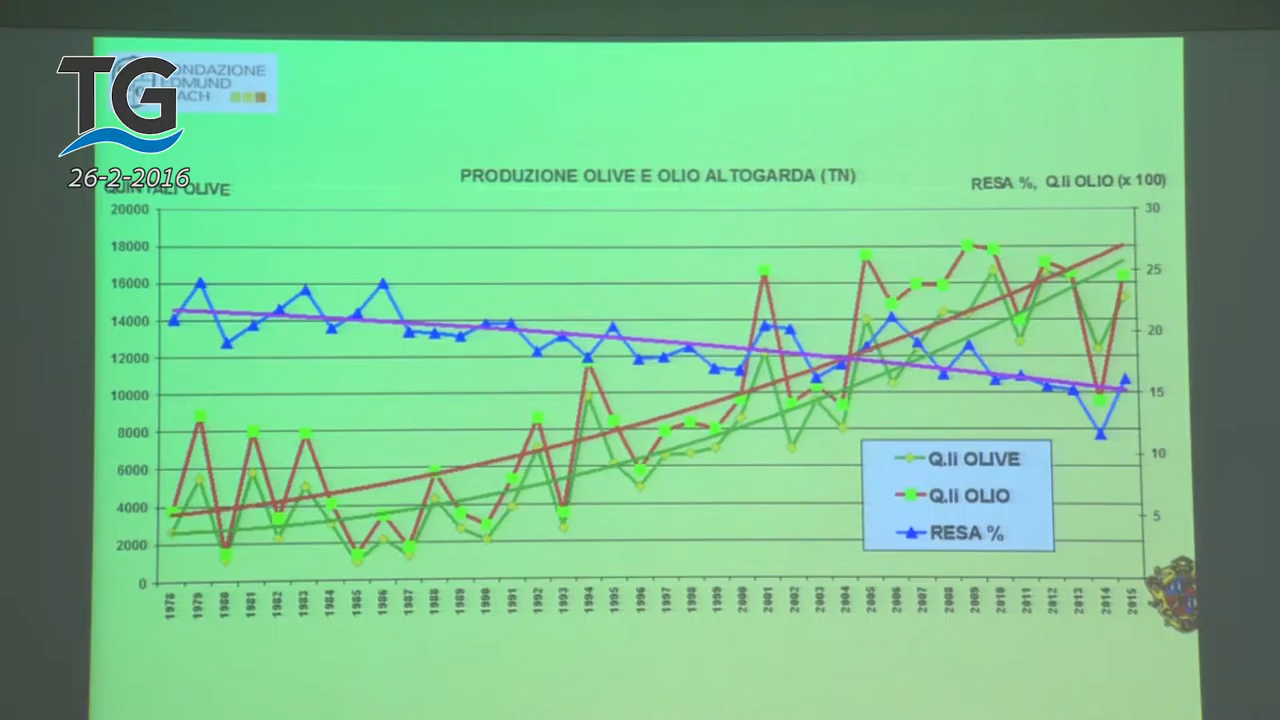 TG
26-2-2016
FONDAZIONE
EDMUND
MACH
PRODUZIONE OLIVE E OLIO ALTOGARDA (TN)
QUINTALI OLIVE
RESA %, Q.li OLIO (x 100)
20000
18000
16000
14000
12000
10000
8000
6000
4000
2000
0
30
25
20
15
10
5
Q.li OLIVE
Q.li OLIO
RESA %
1978 1979 1980 1981 1982 1983 1984 1985 1986 1987 1988 1989 1990 1991 1992 1993 1994 1995 1996 1997 1998 1999 2000 2001 2002 2003 2004 2005 2006 2007 2008 2009 2010 2011 2012 2013 2014 2015